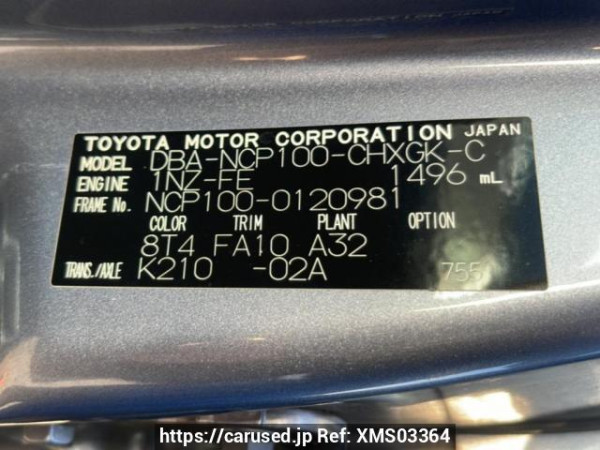 TOYOTA MOTOR CORPORATION JAPAN
MODEL DBA-NCP100-CHXGK-C
ENGINE 1NZ-FE 1496 mL
FRAME No. NCP100-0120981
COLOR TRIM PLANT OPTION
8T4 FA10 A32
TRANS./AXLE K210 -02A
https://carused.jp Ref: XMS03364